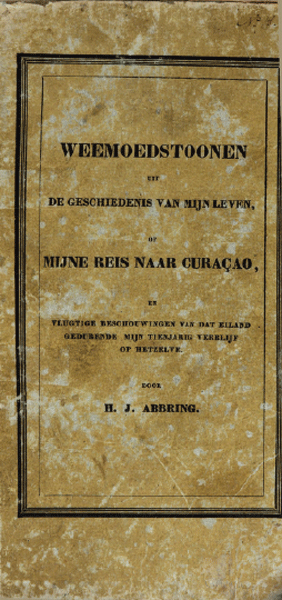 WEEMOEDSTOONEN
UIT
DE GESCHIEDENIS VAN MIJN LEVEN,
OF
MIJNE REIS NAAR CURAÇAO,
EN
VLUGTIGE BESCHOUWINGEN VAN DAT EILAND
GEDURENDE MIJN TIENJARIG VERBLIJF
OP HETZELVE.
DOOR
H. J. ABBRING.